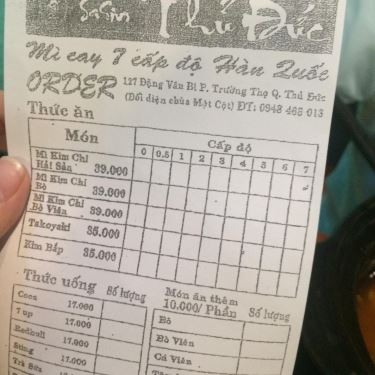 Sasin Thủ Đức
Mì cay 7 cấp độ Hàn Quốc
ORDER
127 Đặng Văn Bi P. Trường Thọ Q. Thủ Đức
(Đối diện chùa Một Cột) ĐT: 0948 465 013
Thức ăn
Món
Cấp độ
0 0.5 1 2 3 4 5 6 7
Mì Kim Chi Hải Sản 39.000
Mì Kim Chi Bò 39.000
Mì Kim Chi Bò Viên 39.000
Takoyaki 35.000
Kim Bắp 35.000
Thức uống Số lượng
Coca 17.000
7 up 17.000
Redbull 17.000
Sting 17.000
Trà Sữa
Món ăn thêm
10.000/ Phần Số lượng
Bò
Bò Viên
Cá Viên